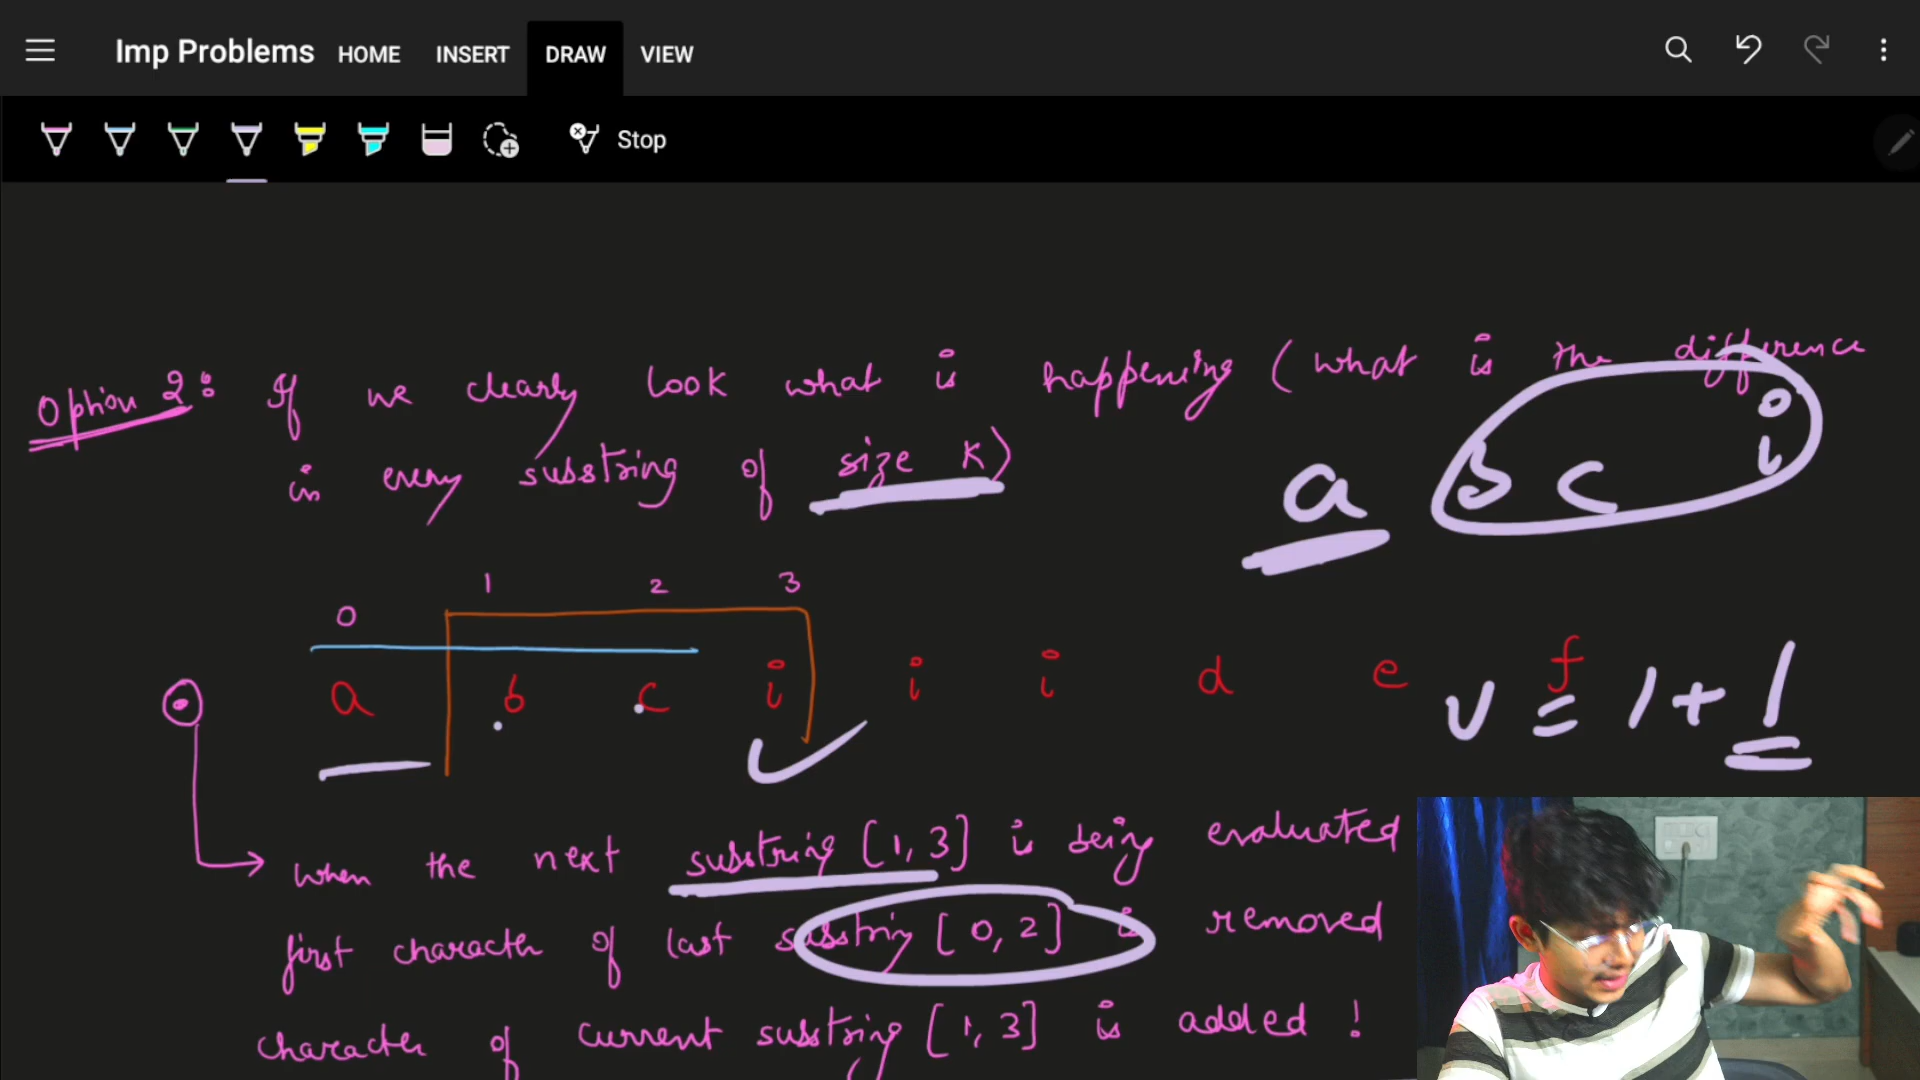 Imp Problems HOME INSERT DRAW VIEW
Stop
Option 2: If we clearly look what is happening (what is the difference
in every substring of size K)
a b c i
0 1 2 3
a b c i i i d e f
V = 1 + 1
when the next substring [1, 3] is being evaluated
first character of last substring [0, 2] is removed
character of current substring [1, 3] is added !